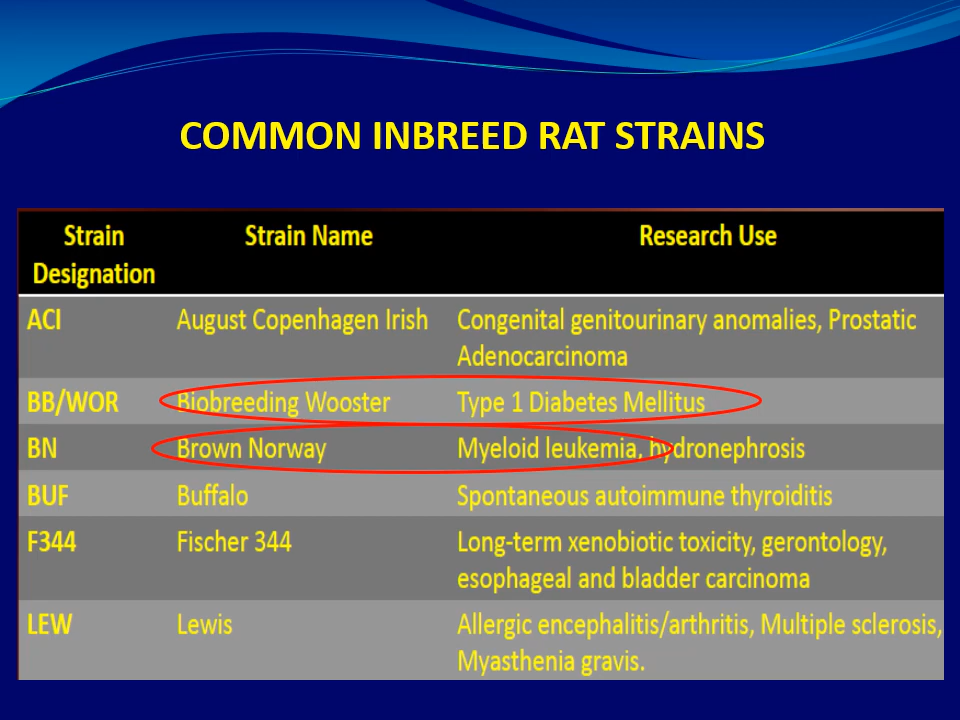 COMMON INBREED RAT STRAINS
Strain Designation Strain Name Research Use
ACI August Copenhagen Irish Congenital genitourinary anomalies, Prostatic
Adenocarcinoma
BB/WOR Biobreeding Wooster Type 1 Diabetes Mellitus
BN Brown Norway Myeloid leukemia, hydronephrosis
BUF Buffalo Spontaneous autoimmune thyroiditis
F344 Fischer 344 Long-term xenobiotic toxicity, gerontology,
esophageal and bladder carcinoma
LEW Lewis Allergic encephalitis/arthritis, Multiple sclerosis,
Myasthenia gravis.